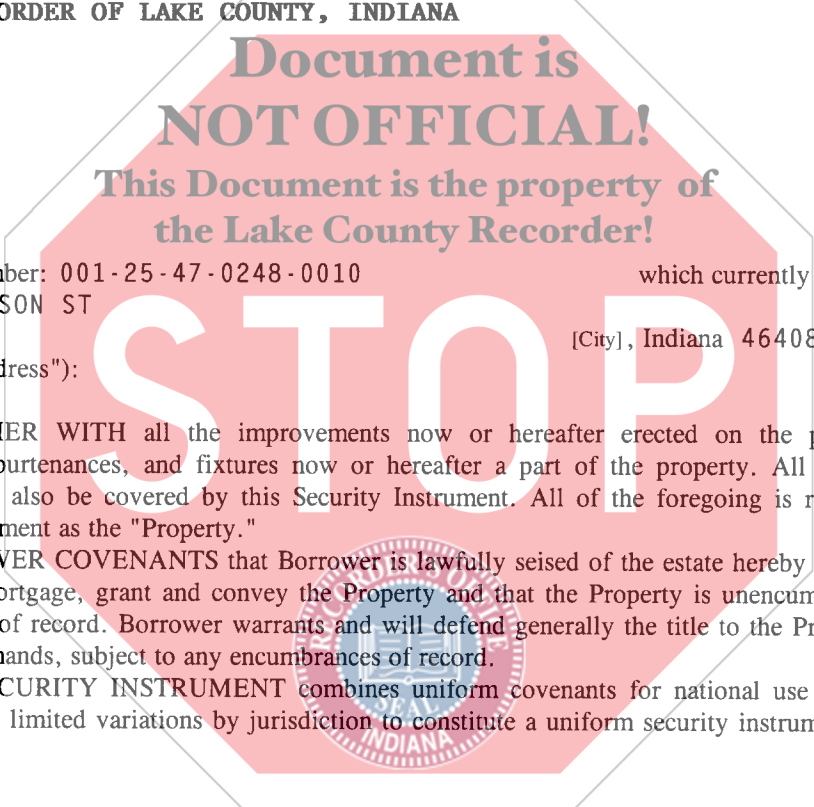 ORDER OF LAKE COUNTY, INDIANA
Document is
NOT OFFICIAL!
This Document is the property of
the Lake County Recorder!
ber: 001-25-47-0248-0010 which currently
SON ST
[City], Indiana 46408
dress"):
STOP
ER WITH all the improvements now or hereafter erected on the p
purtenances, and fixtures now or hereafter a part of the property. All
also be covered by this Security Instrument. All of the foregoing is r
ment as the "Property."
VER COVENANTS that Borrower is lawfully seised of the estate hereby
ortgage, grant and convey the Property and that the Property is unencum
of record. Borrower warrants and will defend generally the title to the Pr
nands, subject to any encumbrances of record.
CURITY INSTRUMENT combines uniform covenants for national use
limited variations by jurisdiction to constitute a uniform security instrum
RECORDER'S OFFICE
SEAL
INDIANA